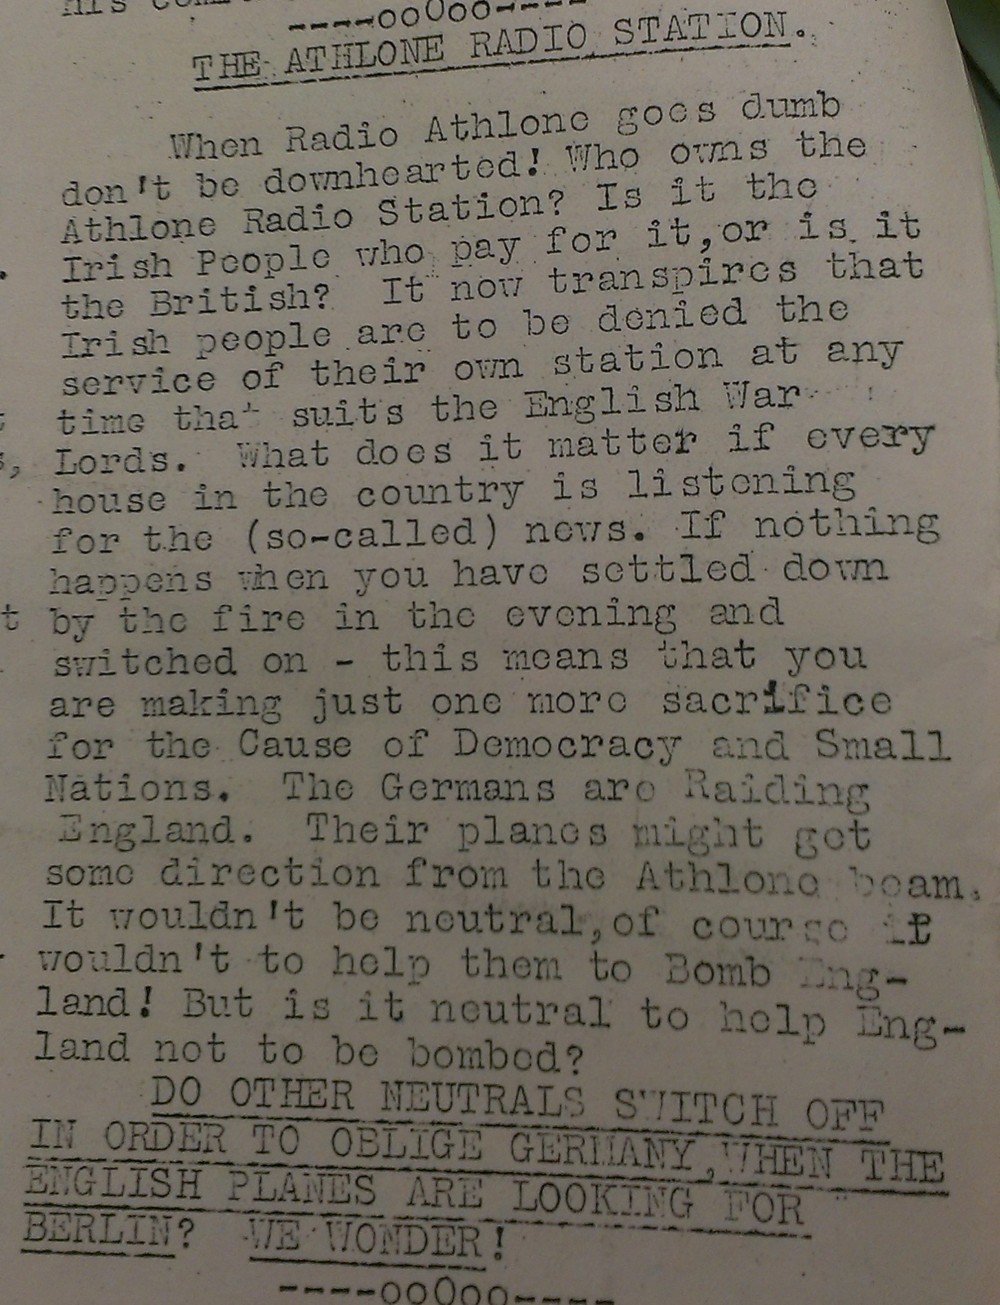 ----ooOoo----
THE ATHLONE RADIO STATION.
When Radio Athlone goes dumb
don't be downhearted! Who owns the
Athlone Radio Station? Is it the
Irish People who pay for it,or is it
the British? It now transpires that
Irish people are to be denied the
service of their own station at any
time that suits the English War
Lords. What does it matter if every
house in the country is listening
for the (so-called) news. If nothing
happens when you have settled down
by the fire in the evening and
switched on - this means that you
are making just one more sacrifice
for the Cause of Democracy and Small
Nations. The Germans are Raiding
England. Their planes might get
some direction from the Athlone beam.
It wouldn't be neutral,of course it
wouldn't to help them to Bomb Eng-
land! But is it neutral to help Eng-
land not to be bombed?
DO OTHER NEUTRALS SWITCH OFF
IN ORDER TO OBLIGE GERMANY,WHEN THE
ENGLISH PLANES ARE LOOKING FOR
BERLIN? WE WONDER!
----ooOoo----